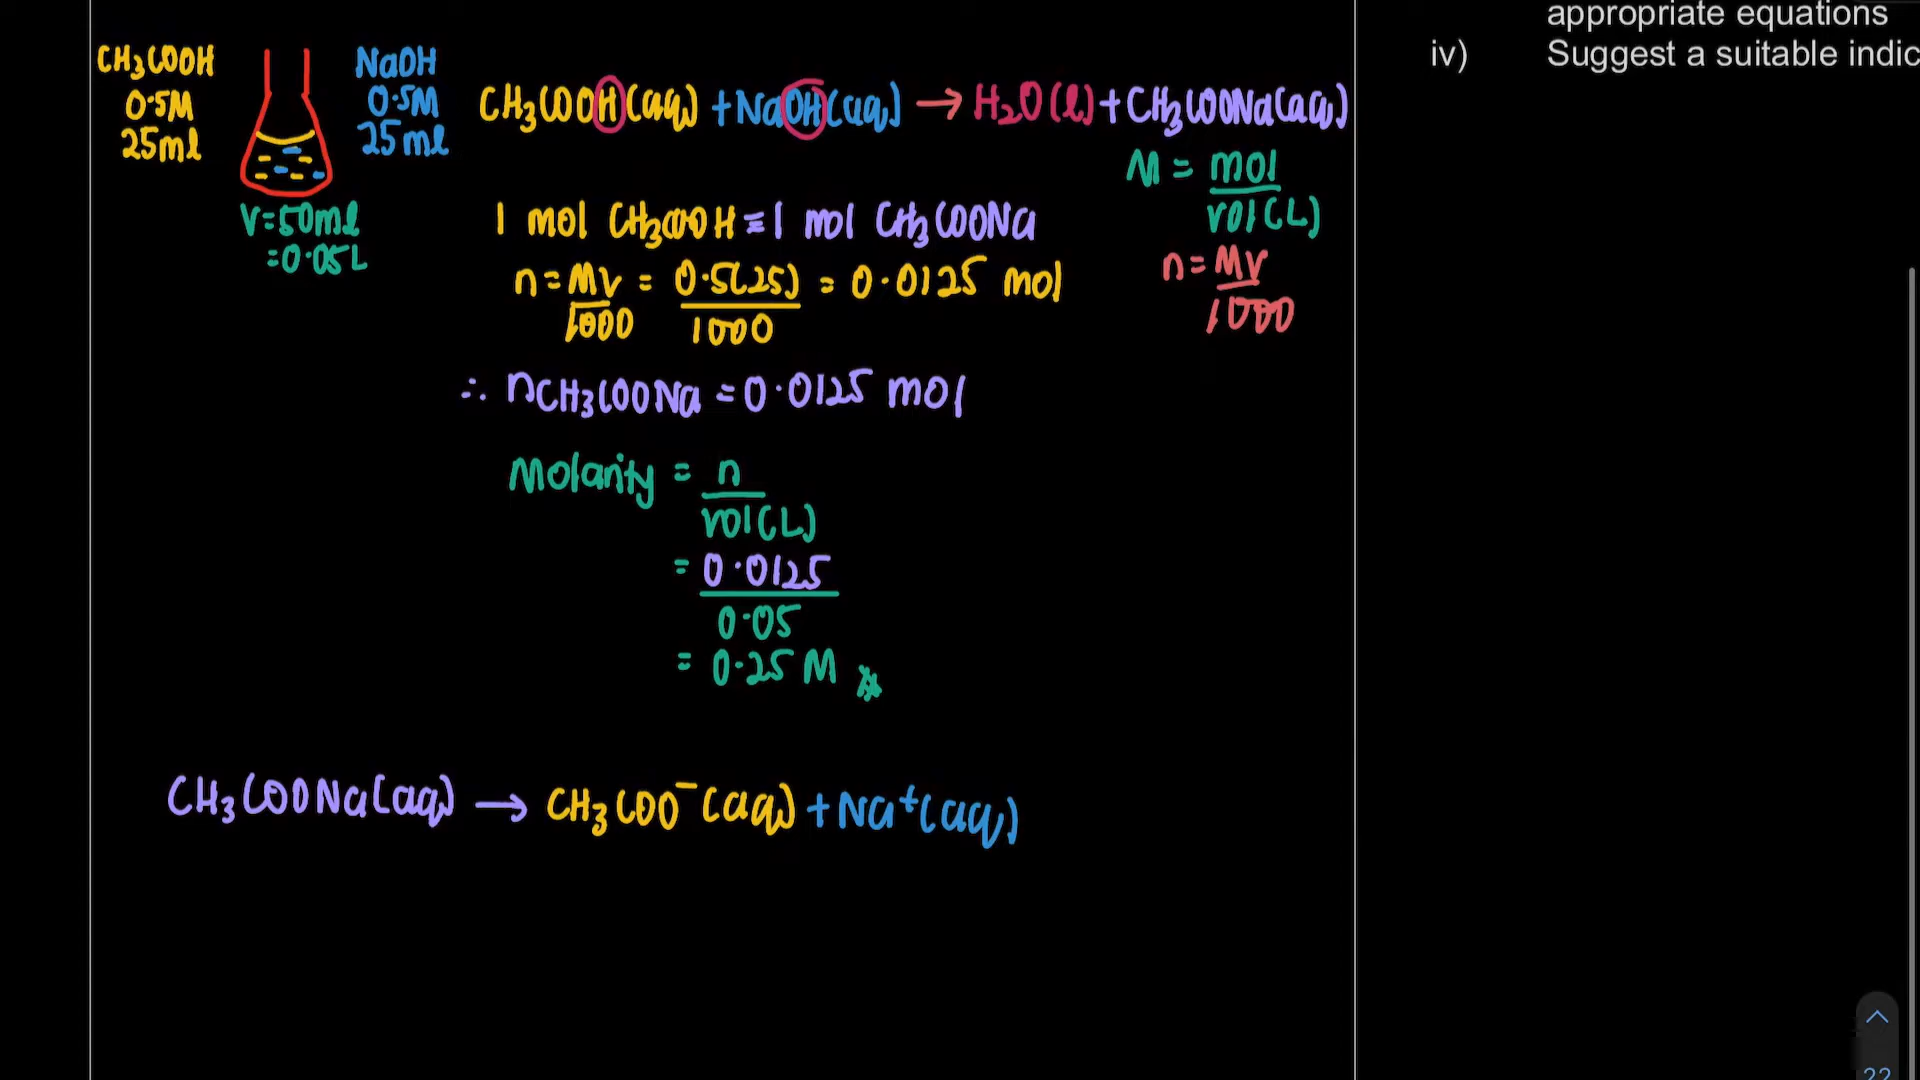 appropriate equations
iv) Suggest a suitable indic
CH₃COOH
0.5M
25ml
NaOH
0.5M
25ml
V=50ml
=0.05L
CH₃COOH(aq) + NaOH(aq) → H₂O(l) + CH₃COONa(aq)
M = mol
vol(L)
n = MV
1000
1 mol CH₃COOH ≡ 1 mol CH₃COONa
n = MV = 0.5(25) = 0.0125 mol
1000 1000
∴ nCH₃COONa = 0.0125 mol
Molarity = n
vol(L)
= 0.0125
0.05
= 0.25 M
CH₃COONa(aq) → CH₃COO⁻(aq) + Na⁺(aq)
22